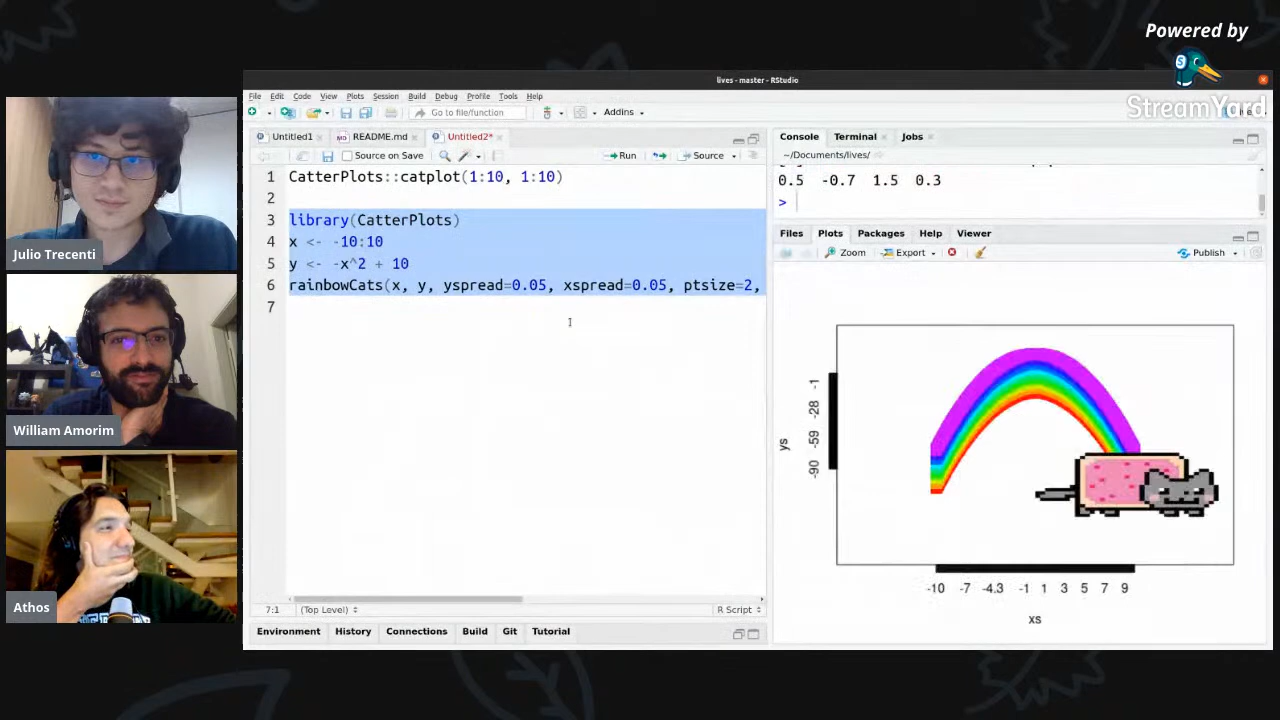 Powered by
StreamYard
lives - master - RStudio
File Edit Code View Plots Session Build Debug Profile Tools Help
Go to file/function
Addins
Untitled1
README.md
Untitled2*
Source on Save
Run
Source
1 CatterPlots::catplot(1:10, 1:10)
2
3 library(CatterPlots)
4 x <- -10:10
5 y <- -x^2 + 10
6 rainbowCats(x, y, yspread=0.05, xspread=0.05, ptsize=2,
7
7:1 (Top Level) R Script
Environment History Connections Build Git Tutorial
Console Terminal Jobs
~/Documents/lives/
0.5 -0.7 1.5 0.3
>
Files Plots Packages Help Viewer
Zoom Export Publish
ys
-1
-28
-59
-90
-10 -7 -4.3 -1 1 3 5 7 9
xs
Julio Trecenti
William Amorim
Athos